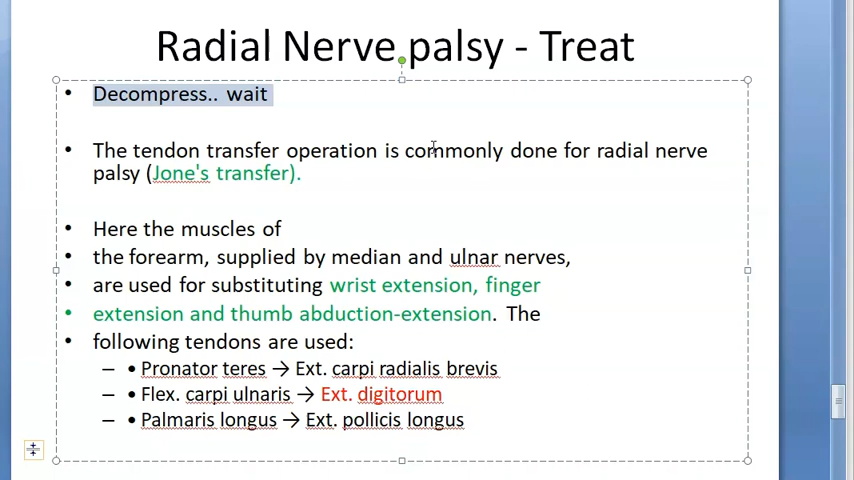 Radial Nerve palsy - Treat
• Decompress.. wait
• The tendon transfer operation is commonly done for radial nerve
palsy (Jone's transfer).
• Here the muscles of
• the forearm, supplied by median and ulnar nerves,
• are used for substituting wrist extension, finger
• extension and thumb abduction-extension. The
• following tendons are used:
– • Pronator teres → Ext. carpi radialis brevis
– • Flex. carpi ulnaris → Ext. digitorum
– • Palmaris longus → Ext. pollicis longus